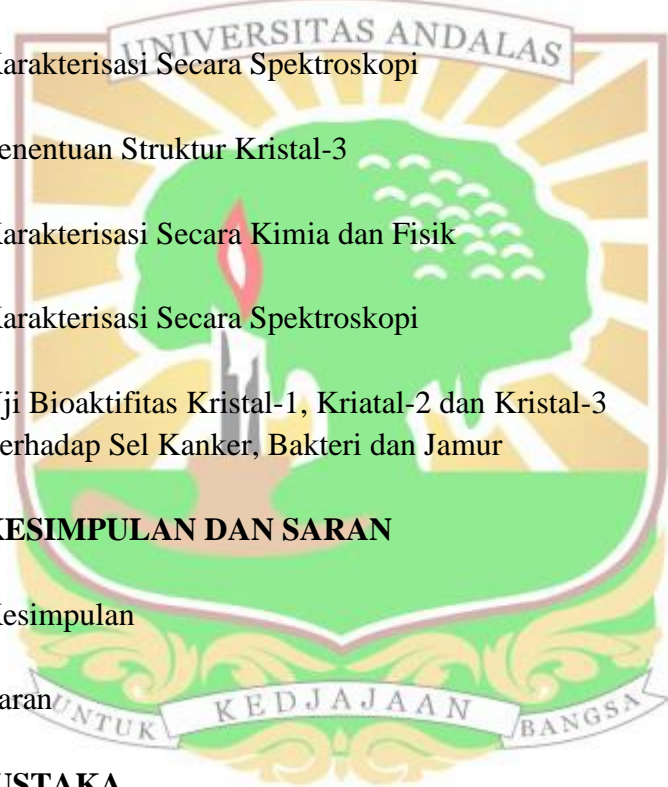 UNIVERSITAS ANDALAS
arakterisasi Secara Spektroskopi
enentuan Struktur Kristal-3
arakterisasi Secara Kimia dan Fisik
arakterisasi Secara Spektroskopi
ji Bioaktifitas Kristal-1, Kriatal-2 dan Kristal-3
erhadap Sel Kanker, Bakteri dan Jamur
KESIMPULAN DAN SARAN
esimpulan
aran
UNTUK KEDJAJAAN BANGSA
USTAKA